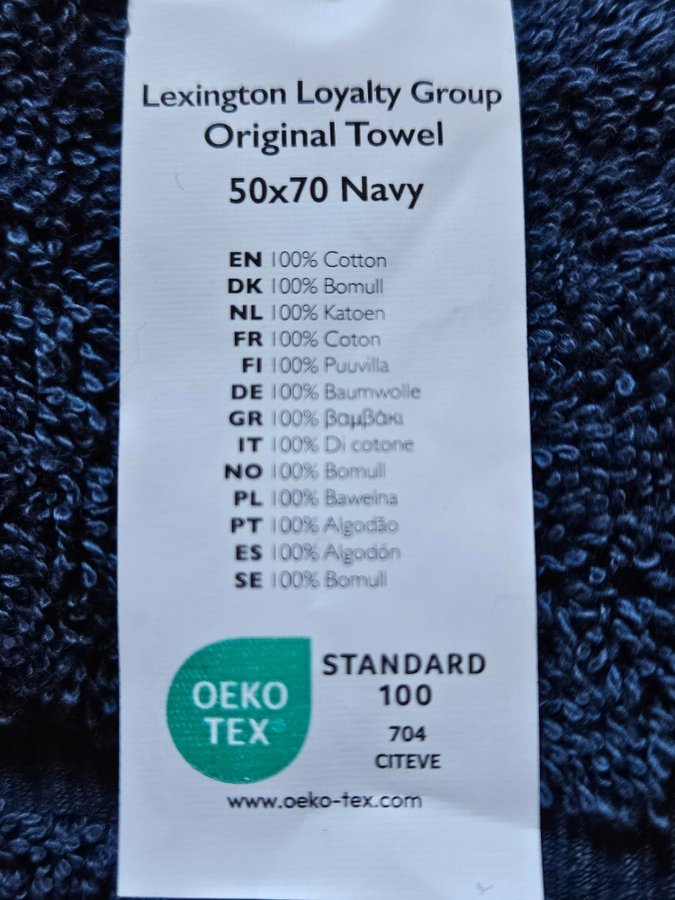 Lexington Loyalty Group
Original Towel
50x70 Navy
EN 100% Cotton
DK 100% Bomull
NL 100% Katoen
FR 100% Coton
FI 100% Puuvilla
DE 100% Baumwolle
GR 100% βαμβάκι
IT 100% Di cotone
NO 100% Bomull
PL 100% Baweina
PT 100% Algodão
ES 100% Algodón
SE 100% Bomull
OEKO
TEX®
STANDARD
100
704
CITEVE
www.oeko-tex.com